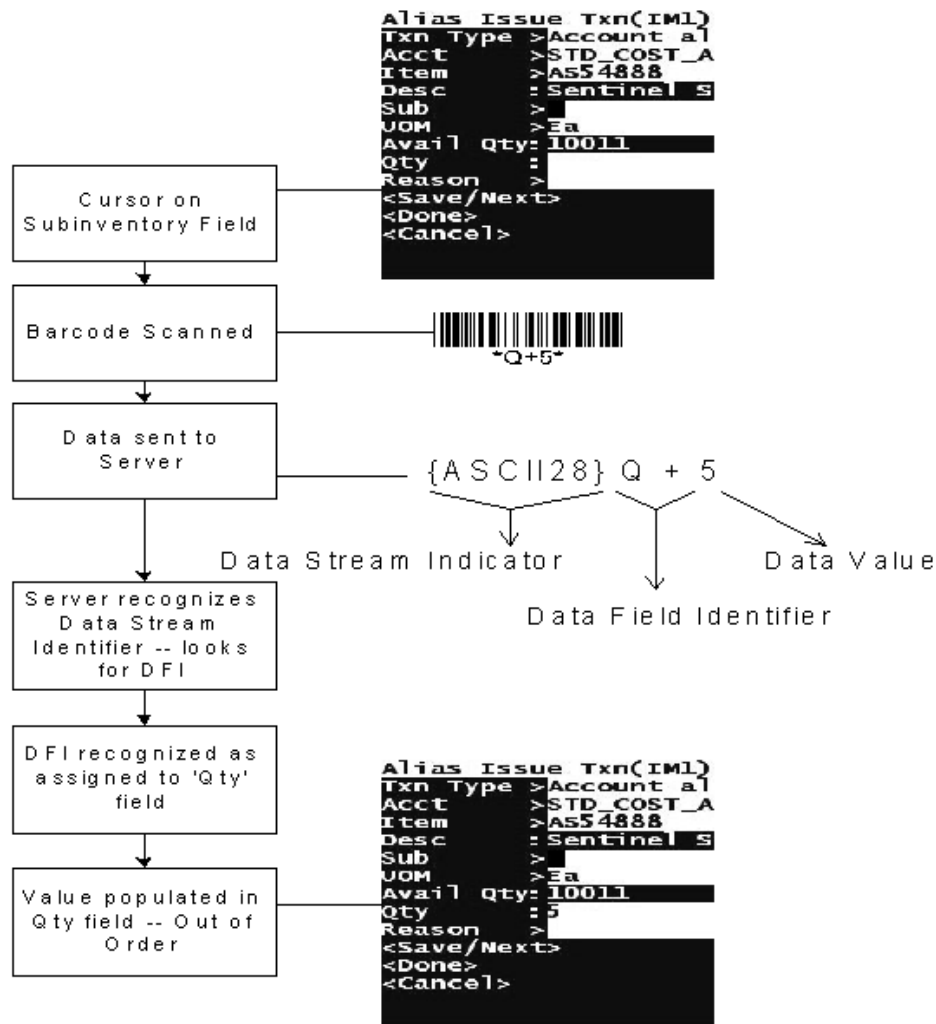 Alias Issue Txn(IM1)
Txn Type >Account al
Acct >STD_COST_A
Item >AS54888
Desc :Sentinel S
Sub >
UOM >Ea
Avail Qty: 10011
Qty :
Reason >
<Save/Next>
<Done>
<Cancel>
Cursor on
Subinventory Field
Barcode Scanned
*Q+5*
Data sent to
Server
{ASCII28} Q + 5
Data Stream Indicator
Data Value
Data Field Identifier
Server recognizes
Data Stream
Identifier -- looks
for DFI
DFI recognized as
assigned to 'Qty'
field
Alias Issue Txn(IM1)
Txn Type >Account al
Acct >STD_COST_A
Item >AS54888
Desc :Sentinel S
Sub >
UOM >Ea
Avail Qty: 10011
Qty :5
Reason >
<Save/Next>
<Done>
<Cancel>
Value populated in
Qty field -- Out of
Order